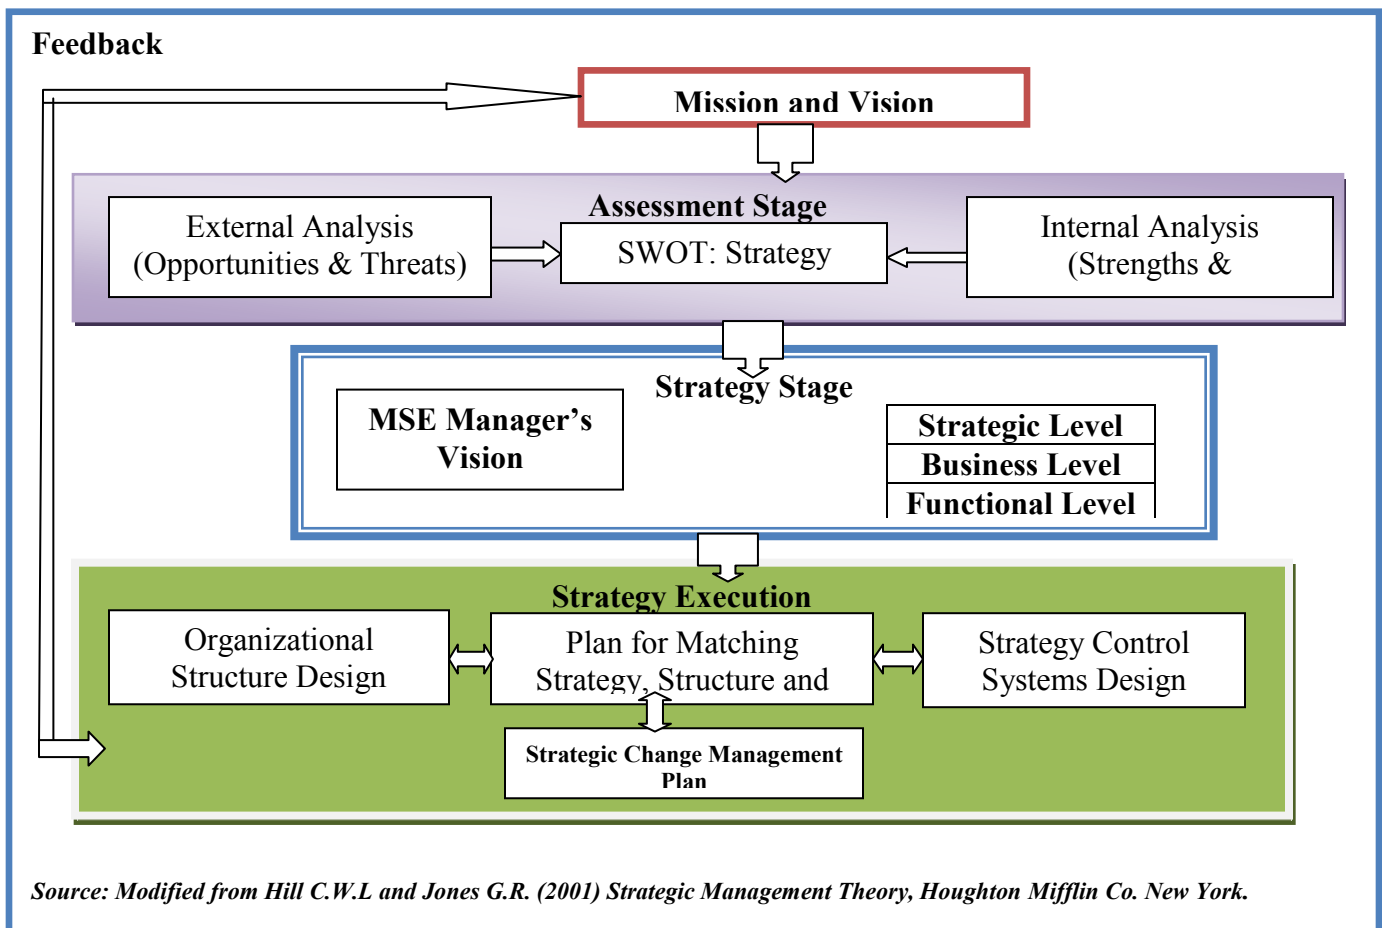 Feedback
Mission and Vision
Assessment Stage
External Analysis
(Opportunities & Threats)
SWOT: Strategy
Internal Analysis
(Strengths &
Strategy Stage
MSE Manager’s
Vision
Strategic Level
Business Level
Functional Level
Strategy Execution
Organizational
Structure Design
Plan for Matching
Strategy, Structure and
Strategy Control
Systems Design
Strategic Change Management
Plan
Source: Modified from Hill C.W.L and Jones G.R. (2001) Strategic Management Theory, Houghton Mifflin Co. New York.